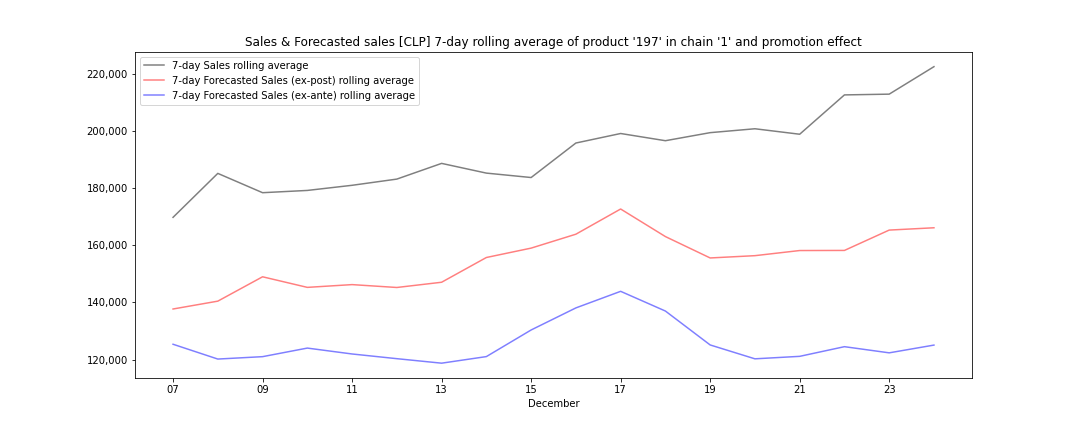 Sales & Forecasted sales [CLP] 7-day rolling average of product '197' in chain '1' and promotion effect
7-day Sales rolling average
7-day Forecasted Sales (ex-post) rolling average
7-day Forecasted Sales (ex-ante) rolling average
220,000
200,000
180,000
160,000
140,000
120,000
07 09 11 13 15 17 19 21 23
December